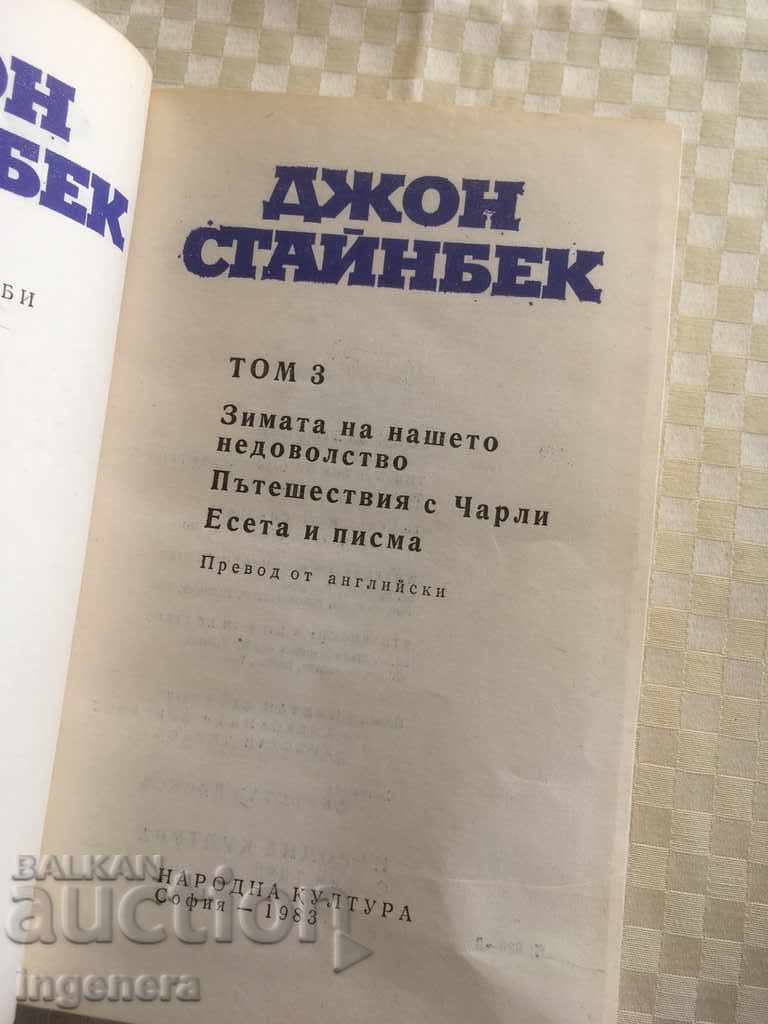 ОН
НБЕК
БИ
ДЖОН
СТАЙНБЕК
ТОМ 3
Зимата на нашето
недоволство
Пътешествия с Чарли
Есета и писма
Превод от английски
НАРОДНА КУЛТУРА
София — 1983
BALKAN
auction
ingenera